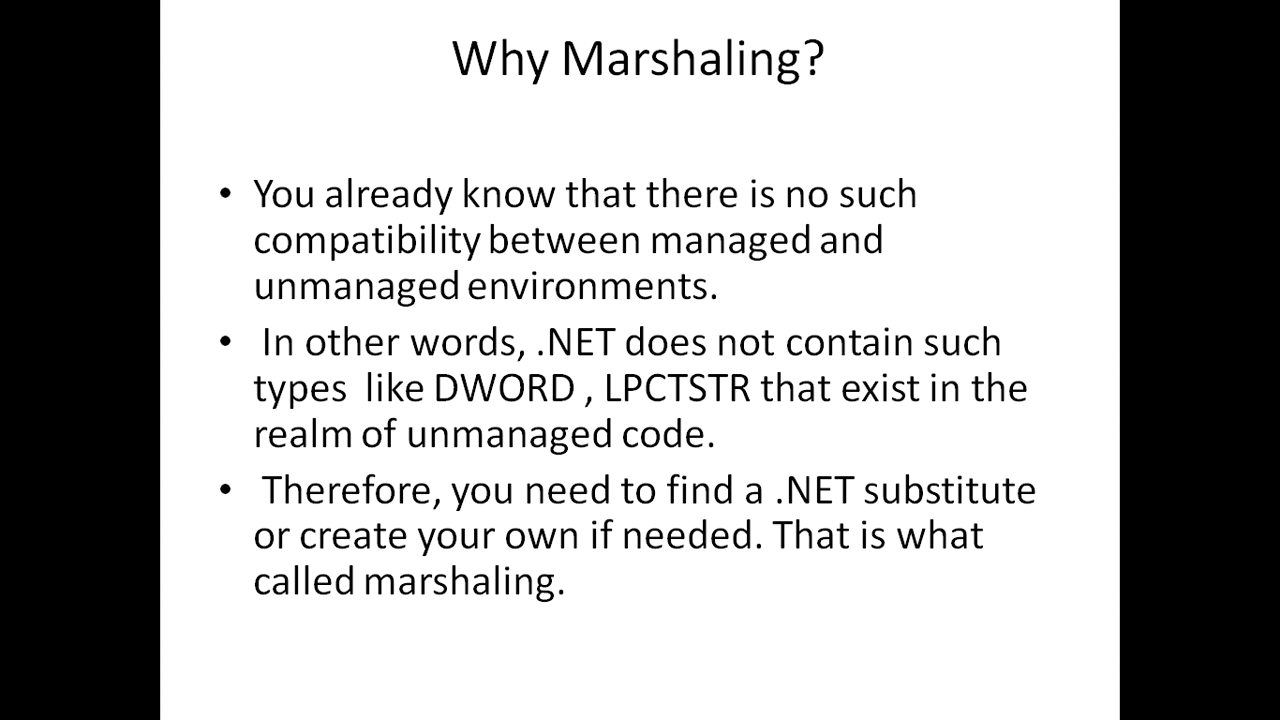 Why Marshaling?
• You already know that there is no such
compatibility between managed and
unmanaged environments.
• In other words, .NET does not contain such
types like DWORD , LPCTSTR that exist in the
realm of unmanaged code.
• Therefore, you need to find a .NET substitute
or create your own if needed. That is what
called marshaling.